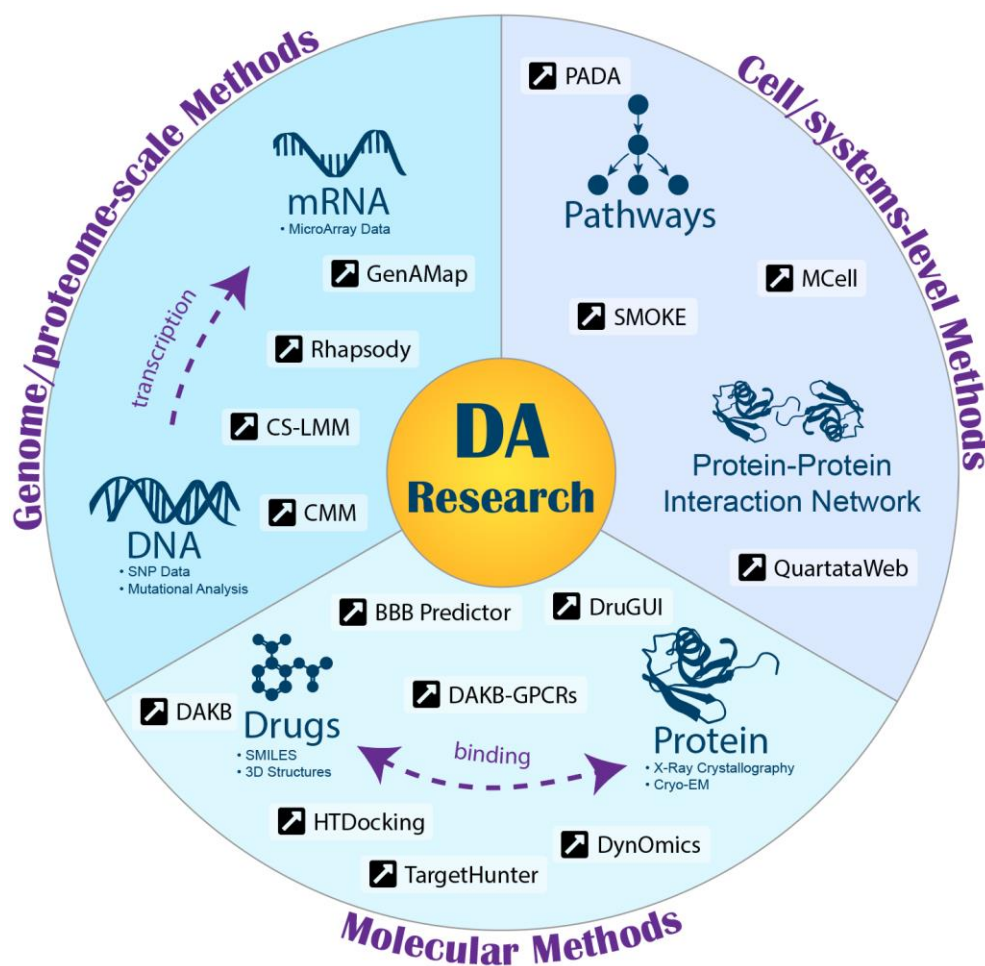 Genome/proteome-scale Methods
mRNA
• MicroArray Data
GenAMap
transcription
Rhapsody
CS-LMM
CMM
DNA
• SNP Data
• Mutational Analysis
Cell/systems-level Methods
PADA
Pathways
MCell
SMOKE
Protein-Protein
Interaction Network
QuartataWeb
DA
Research
BBB Predictor
DruGUI
DAKB
Drugs
• SMILES
• 3D Structures
DAKB-GPCRs
binding
Protein
• X-Ray Crystallography
• Cryo-EM
HTDocking
DynOmics
TargetHunter
Molecular Methods